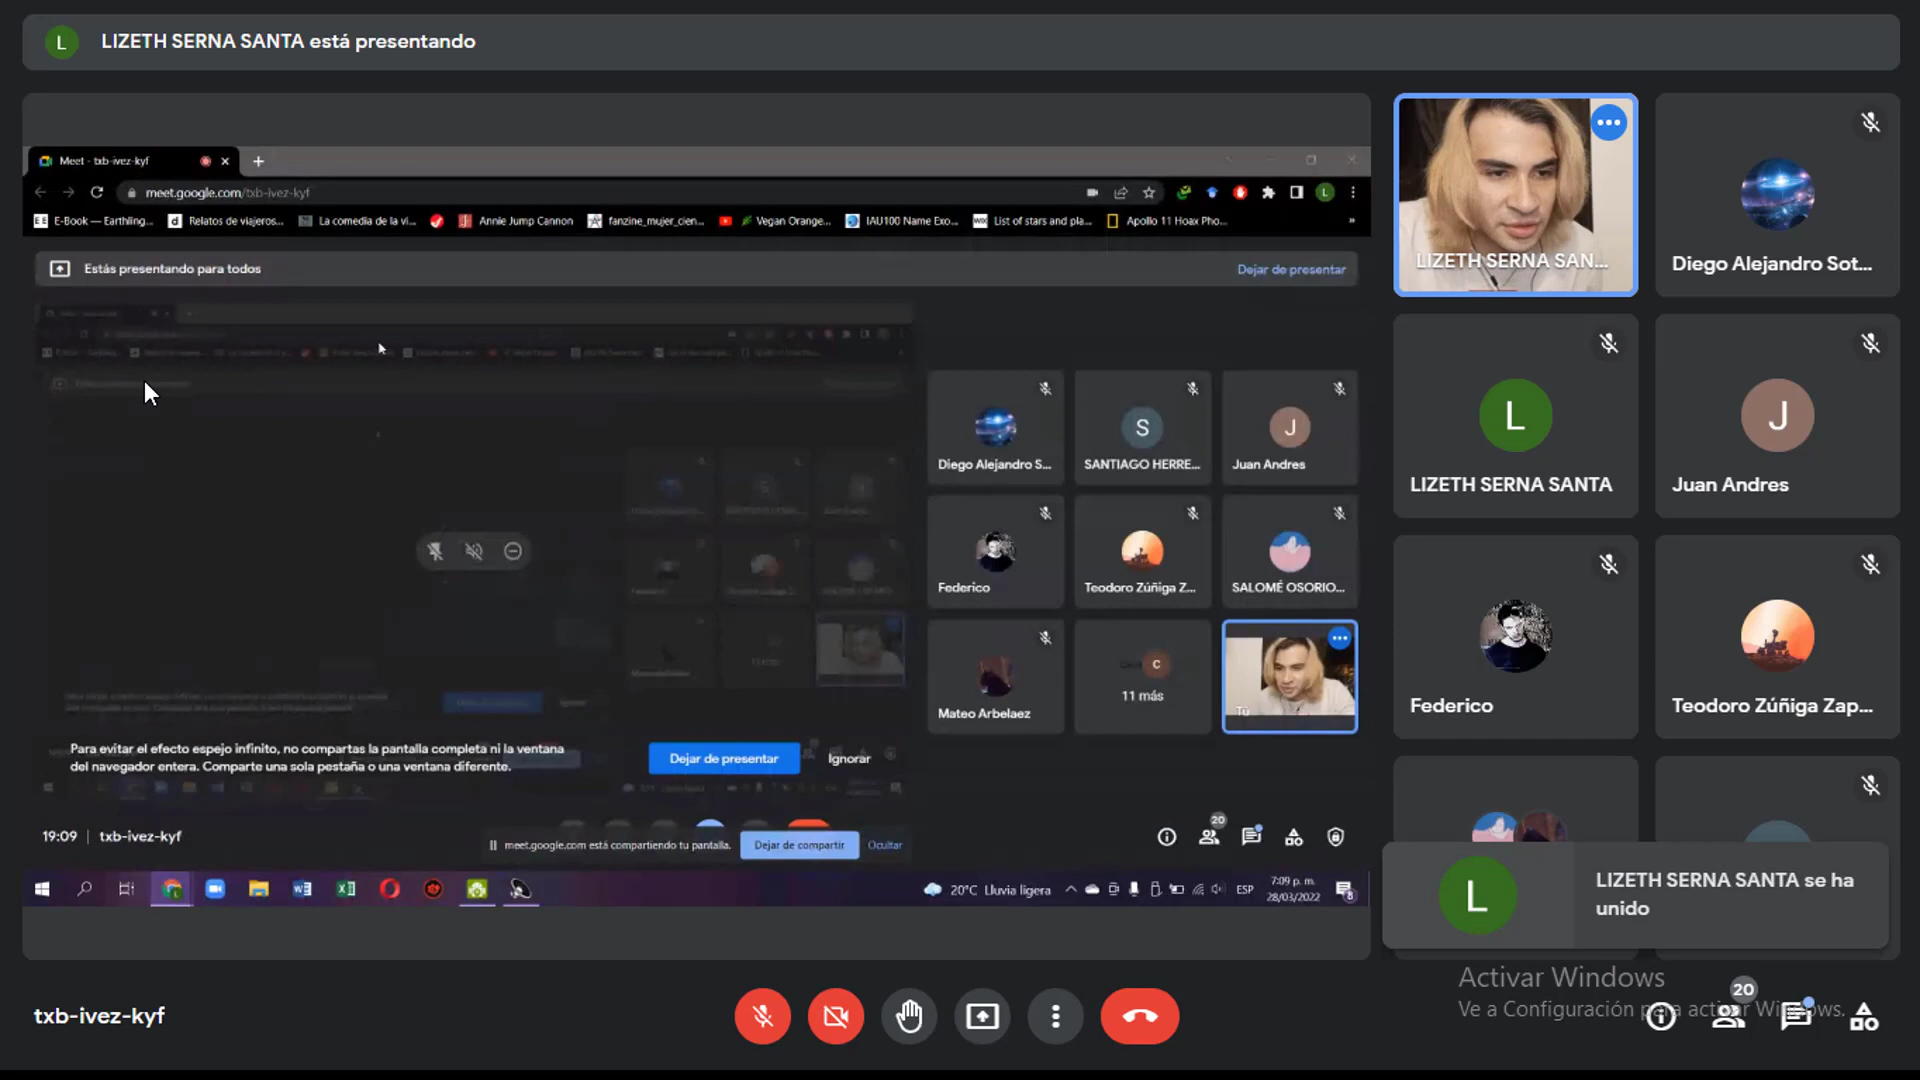 L
LIZETH SERNA SANTA está presentando
Meet - txb-ivez-kyf
meet.google.com/txb-ivez-kyf
L
E-Book — Earthling...
Relatos de viajeros...
La comedia de la vi...
Annie Jump Cannon
fanzine_mujer_cien...
Vegan Orange...
IAU100 Name Exo...
List of stars and pla...
Apollo 11 Hoax Pho...
»
Estás presentando para todos
Dejar de presentar
Diego Alejandro S...
S
SANTIAGO HERRE...
J
Juan Andres
Federico
Teodoro Zúñiga Z...
SALOMÉ OSORIO...
Mateo Arbelaez
C
11 más
Tú
Para evitar el efecto espejo infinito, no compartas la pantalla completa ni la ventana
del navegador entera. Comparte una sola pestaña o una ventana diferente.
Dejar de presentar
Ignorar
19:09 | txb-ivez-kyf
meet.google.com está compartiendo tu pantalla.
Dejar de compartir
Ocultar
20
20°C Lluvia ligera
ESP
7:09 p. m.
28/03/2022
8
LIZETH SERNA SAN...
Diego Alejandro Sot...
L
LIZETH SERNA SANTA
J
Juan Andres
Federico
Teodoro Zúñiga Zap...
L
LIZETH SERNA SANTA se ha
unido
Activar Windows
Ve a Configuración para activar Windows.
txb-ivez-kyf
20